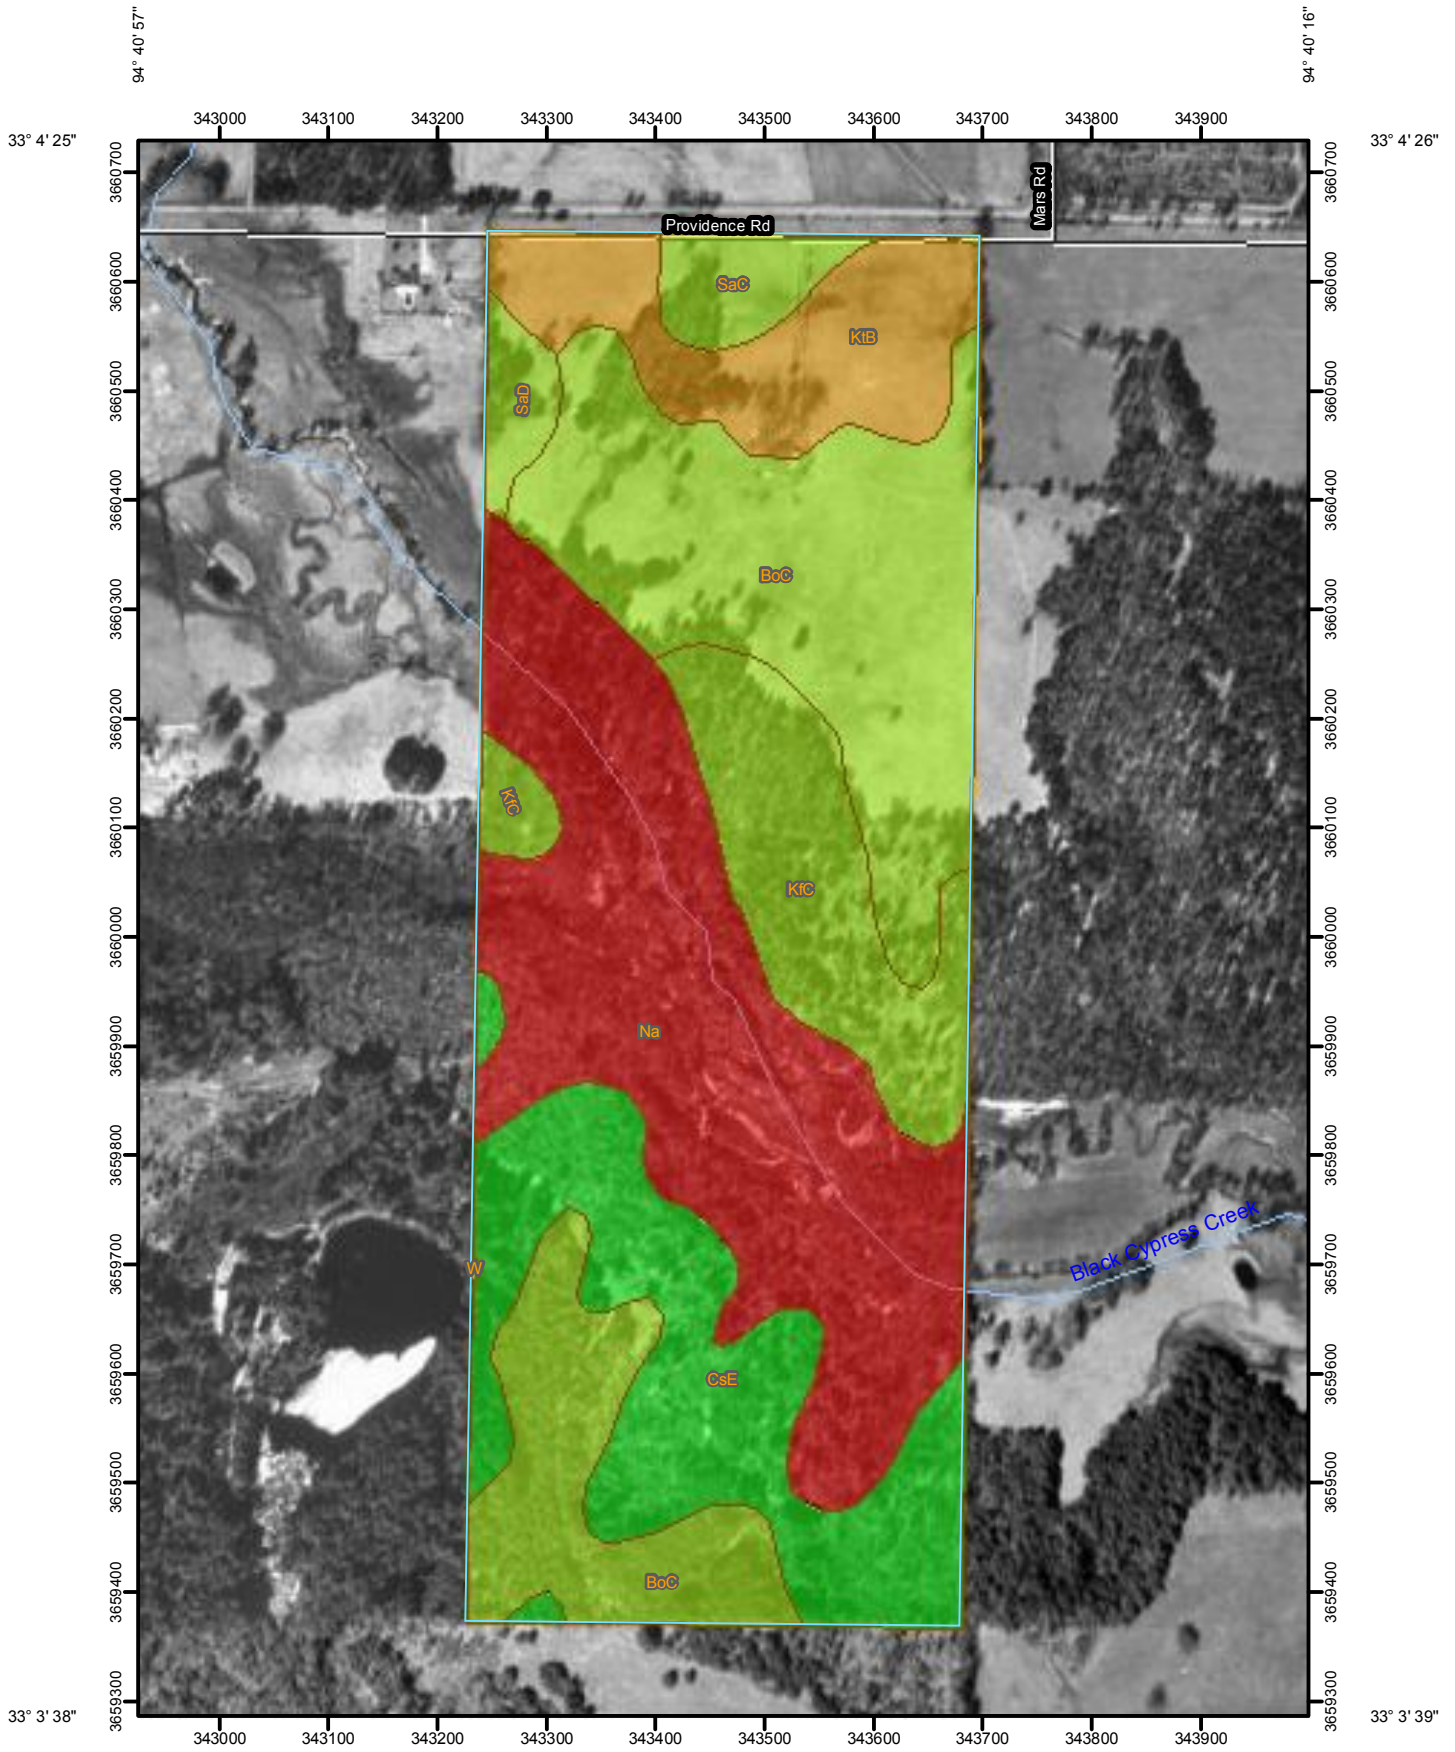 94° 40' 57"
94° 40' 16"
343000 343100 343200 343300 343400 343500 343600 343700 343800 343900
33° 4' 25"
33° 4' 26"
3660700 3660700
Mars Rd
Providence Rd
3660600 3660600
SaC
KtB
3660500 3660500
SaD
3660400 3660400
BoC
3660300 3660300
3660200 3660200
KfC
3660100 3660100
KfC
3660000 3660000
Na
3659900 3659900
3659800 3659800
Black Cypress Creek
W
3659700 3659700
CsE
3659600 3659600
3659500 3659500
BoC
3659400 3659400
3659300 3659300
33° 3' 38"
33° 3' 39"
343000 343100 343200 343300 343400 343500 343600 343700 343800 343900